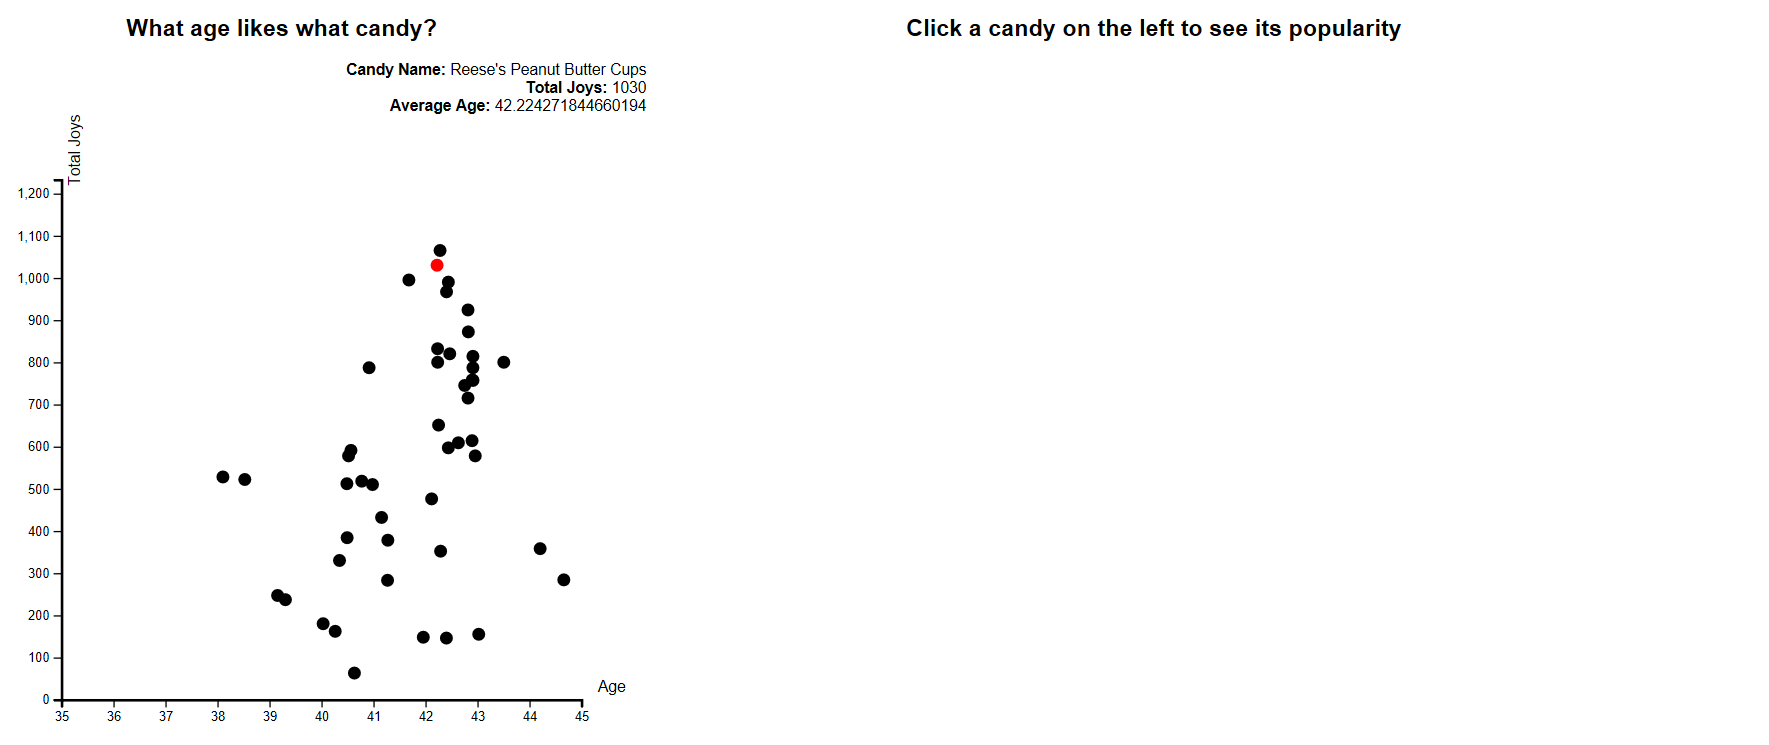 What age likes what candy?
Click a candy on the left to see its popularity
Candy Name: Reese's Peanut Butter Cups
Total Joys: 1030
Average Age: 42.224271844660194
Total Joys
1,200
1,100
1,000
900
800
700
600
500
400
300
200
100
0
Age
35 36 37 38 39 40 41 42 43 44 45